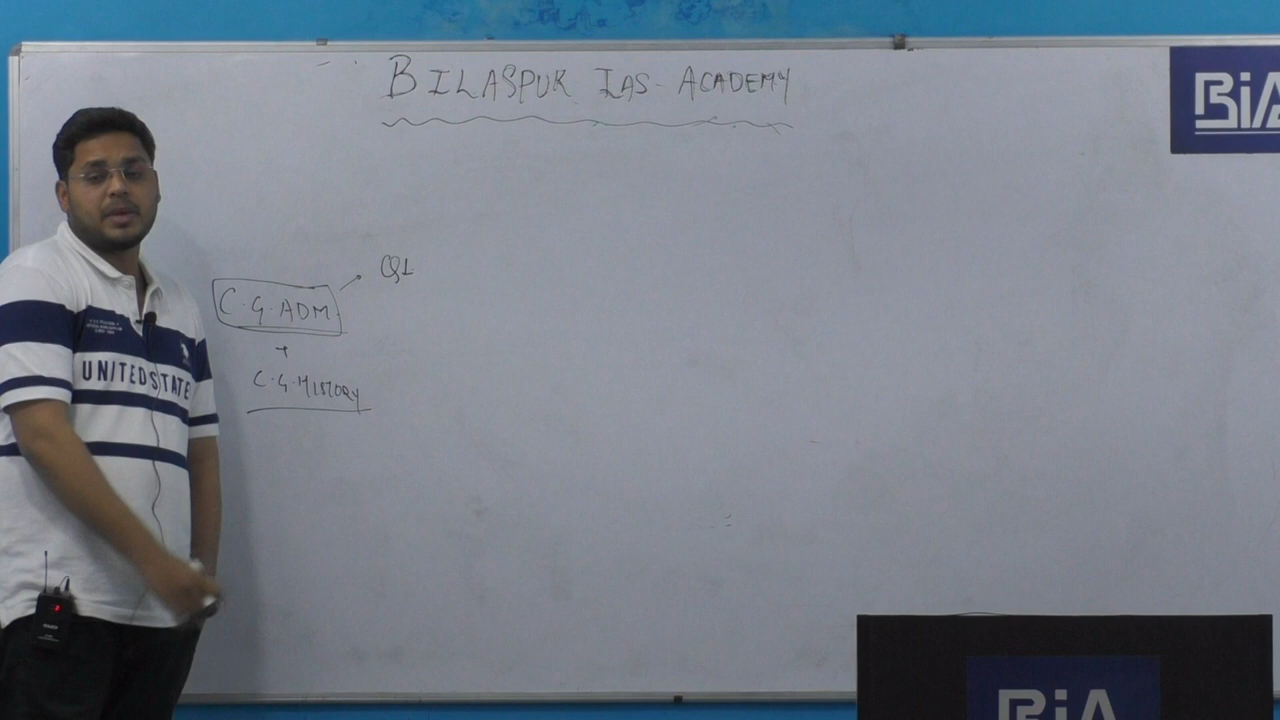 BILASPUR IAS-ACADEMY
BiA
Q1
C.G.ADM.
+
C.G.HISTORY
UNITED STATE
BiA